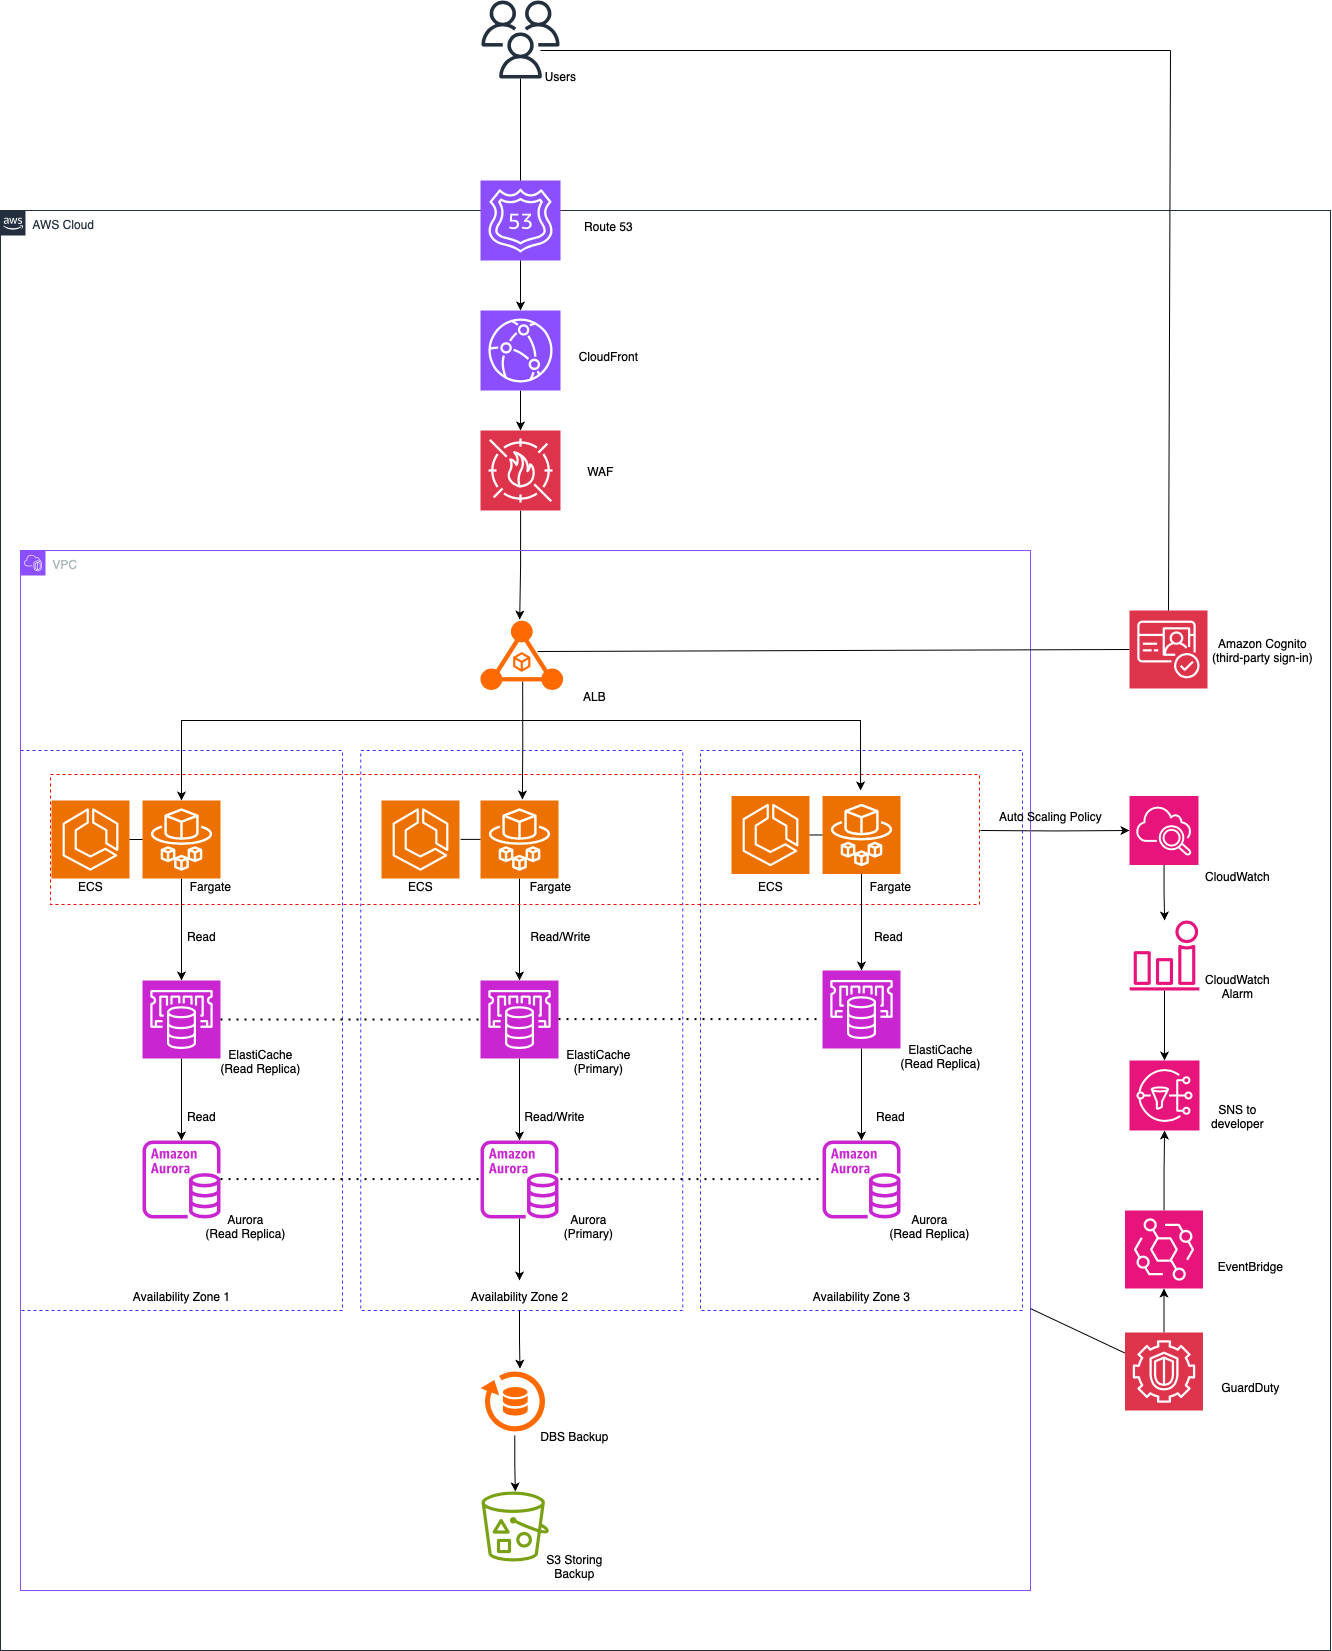 Users
aws
AWS Cloud
53
Route 53
CloudFront
WAF
VPC
ALB
Amazon Cognito
(third-party sign-in)
Auto Scaling Policy
ECS
Fargate
ECS
Fargate
ECS
Fargate
CloudWatch
Read
Read/Write
Read
CloudWatch
Alarm
ElastiCache
(Read Replica)
ElastiCache
(Primary)
ElastiCache
(Read Replica)
Read
Read/Write
Read
SNS to
developer
Amazon
Aurora
Amazon
Aurora
Amazon
Aurora
Aurora
(Read Replica)
Aurora
(Primary)
Aurora
(Read Replica)
EventBridge
Availability Zone 1
Availability Zone 2
Availability Zone 3
GuardDuty
DBS Backup
S3 Storing
Backup